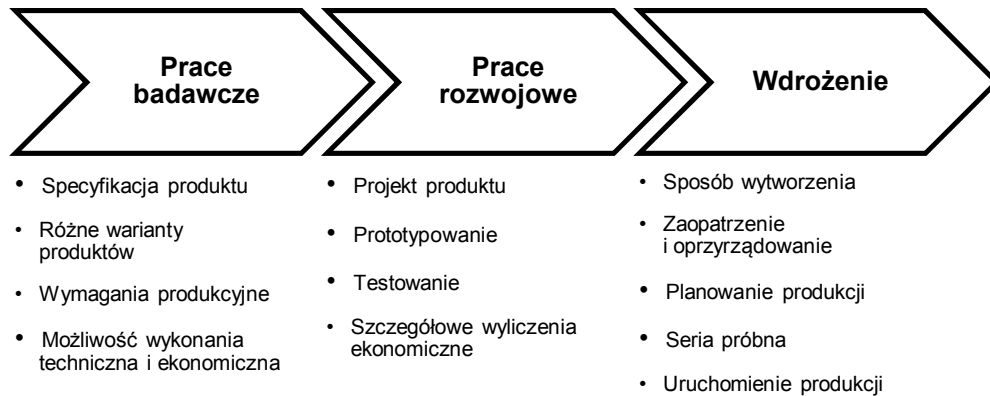 Prace
badawcze
Prace
rozwojowe
Wdrożenie
• Specyfikacja produktu
• Różne warianty
produktów
• Wymagania produkcyjne
• Możliwość wykonania
techniczna i ekonomiczna
• Projekt produktu
• Prototypowanie
• Testowanie
• Szczegółowe wyliczenia
ekonomiczne
• Sposób wytworzenia
• Zaopatrzenie
i oprzyrządowanie
• Planowanie produkcji
• Seria próbna
• Uruchomienie produkcji